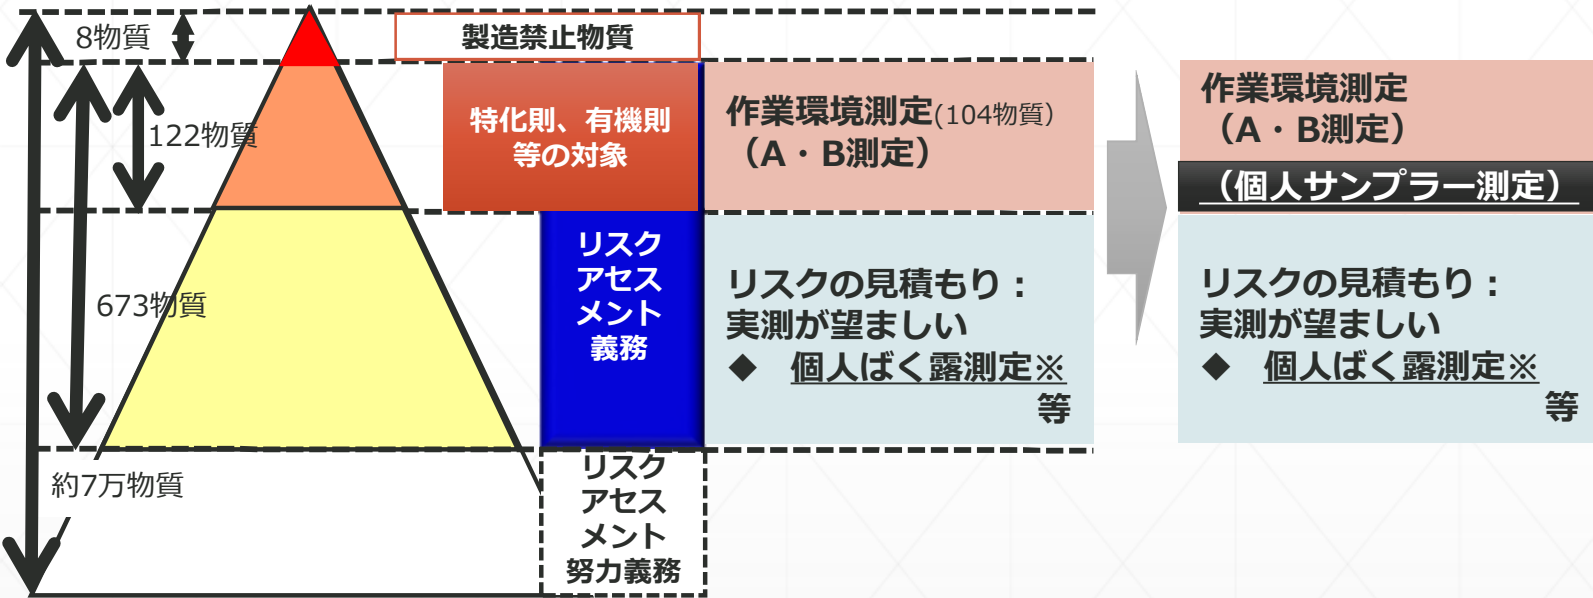 8物質
製造禁止物質
122物質
特化則、有機則
等の対象
作業環境測定(104物質)
（A・B測定）
作業環境測定
（A・B測定）
（個人サンプラー測定）
673物質
リスク
アセス
メント
義務
リスクの見積もり：
実測が望ましい
◆ 個人ばく露測定※
等
リスクの見積もり：
実測が望ましい
◆ 個人ばく露測定※
等
約7万物質
リスク
アセス
メント
努力義務